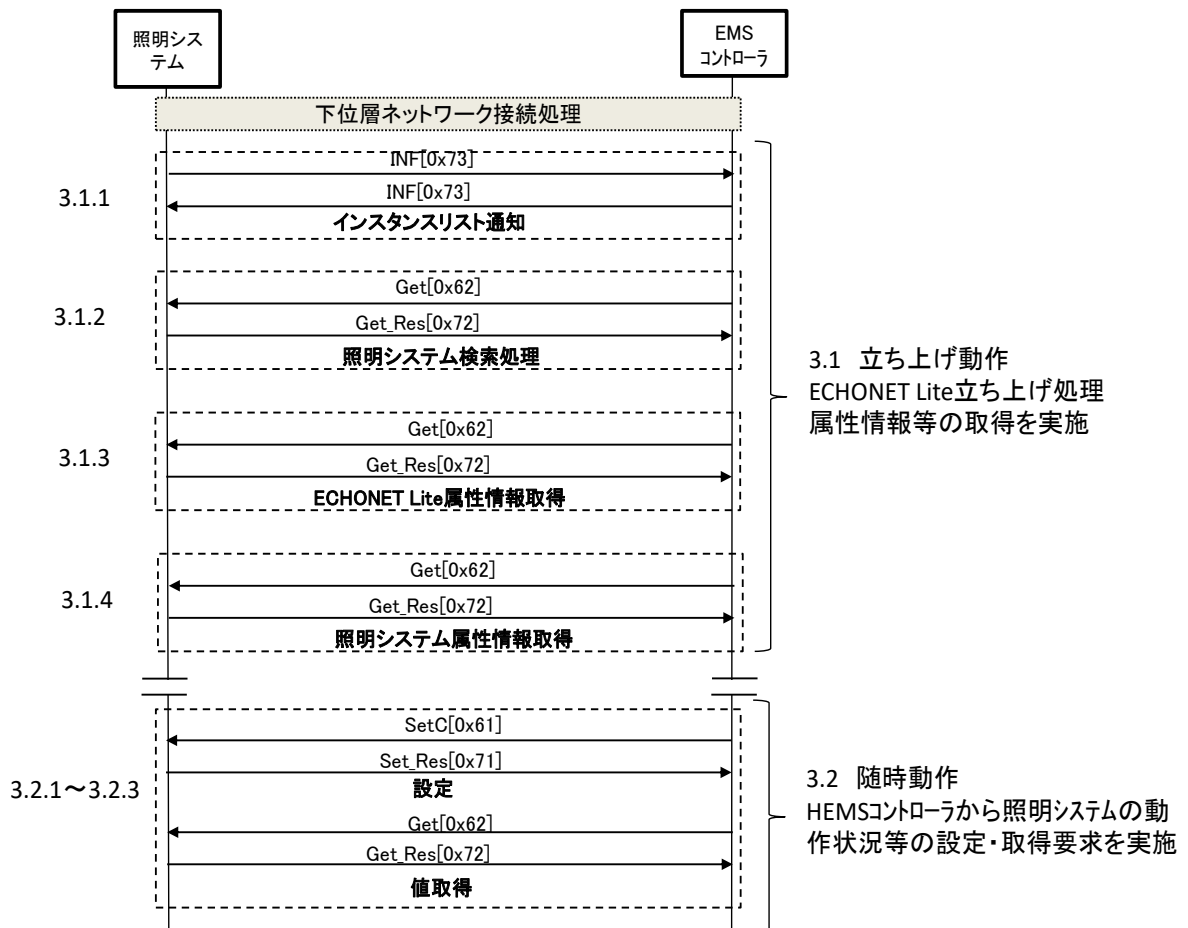 照明シス
テム
EMS
コントローラ
下位層ネットワーク接続処理
3.1.1
INF[0x73]
INF[0x73]
インスタンスリスト通知
3.1.2
Get[0x62]
Get_Res[0x72]
照明システム検索処理
3.1.3
Get[0x62]
Get_Res[0x72]
ECHONET Lite属性情報取得
3.1.4
Get[0x62]
Get_Res[0x72]
照明システム属性情報取得
3.1 立ち上げ動作
ECHONET Lite立ち上げ処理
属性情報等の取得を実施
3.2.1～3.2.3
SetC[0x61]
Set_Res[0x71]
設定
Get[0x62]
Get_Res[0x72]
値取得
3.2 随時動作
HEMSコントローラから照明システムの動
作状況等の設定・取得要求を実施